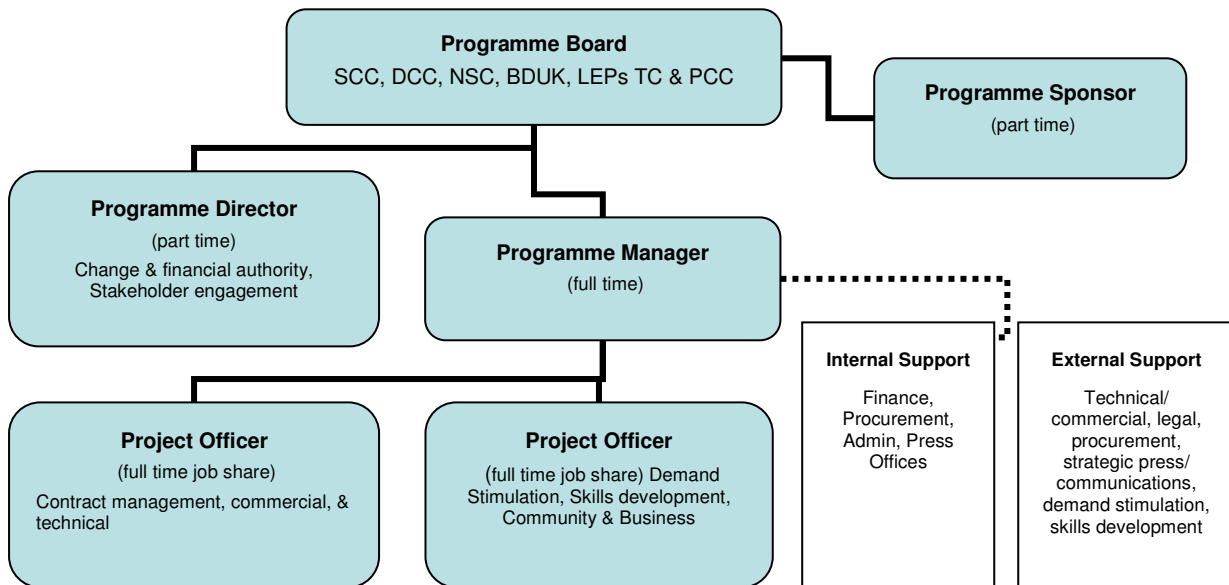 Programme Board
SCC, DCC, NSC, BDUK, LEPs TC & PCC
Programme Sponsor
(part time)
Programme Director
(part time)
Change & financial authority,
Stakeholder engagement
Programme Manager
(full time)
Internal Support
Finance,
Procurement,
Admin, Press
Offices
External Support
Technical/
commercial, legal,
procurement,
strategic press/
communications,
demand stimulation,
skills development
Project Officer
(full time job share)
Contract management, commercial, &
technical
Project Officer
(full time job share) Demand
Stimulation, Skills development,
Community & Business